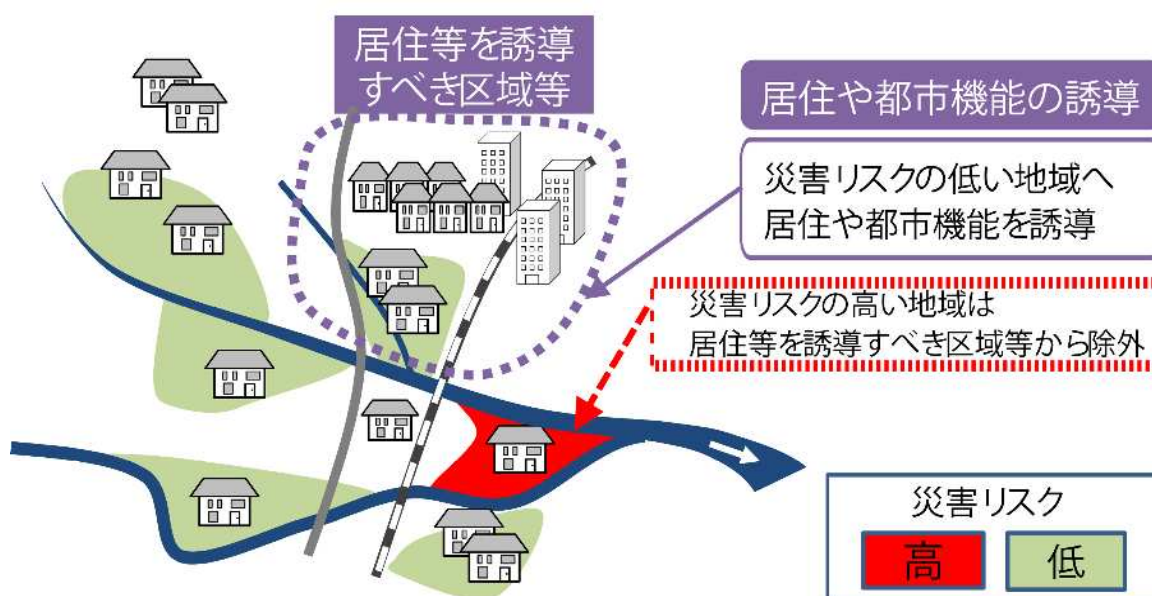 居住等を誘導
すべき区域等
居住や都市機能の誘導
災害リスクの低い地域へ
居住や都市機能を誘導
災害リスクの高い地域は
居住等を誘導すべき区域等から除外
災害リスク
高
低